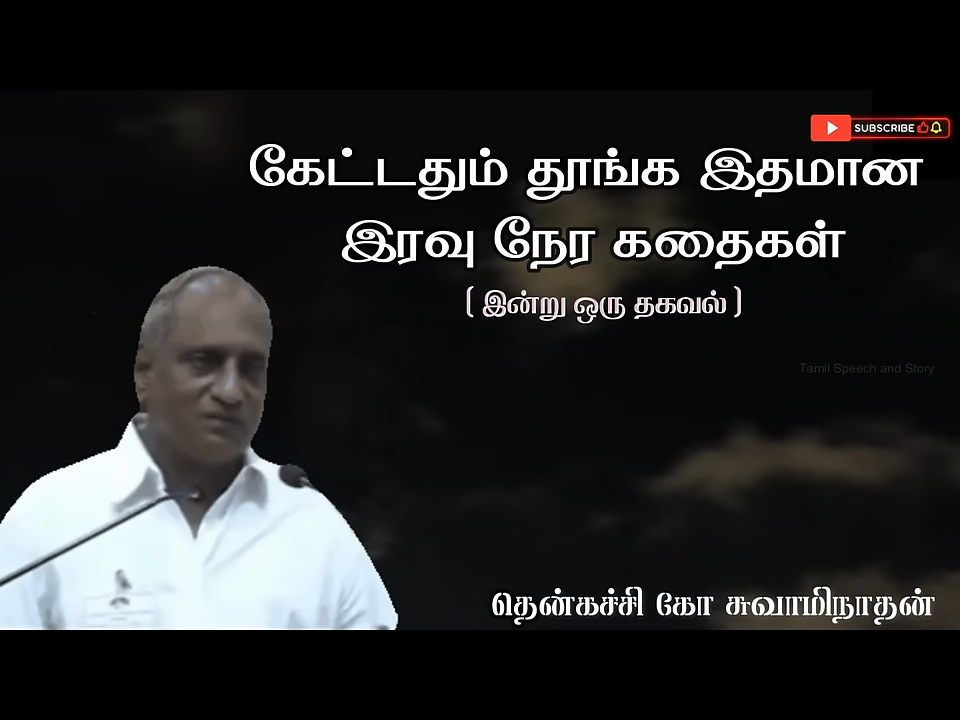 SUBSCRIBE
கேட்டதும் தூங்க இதமான
இரவு நேர கதைகள்
( இன்று ஒரு தகவல் )
Tamil Speech and Story
தென்கச்சி கோ சுவாமிநாதன்